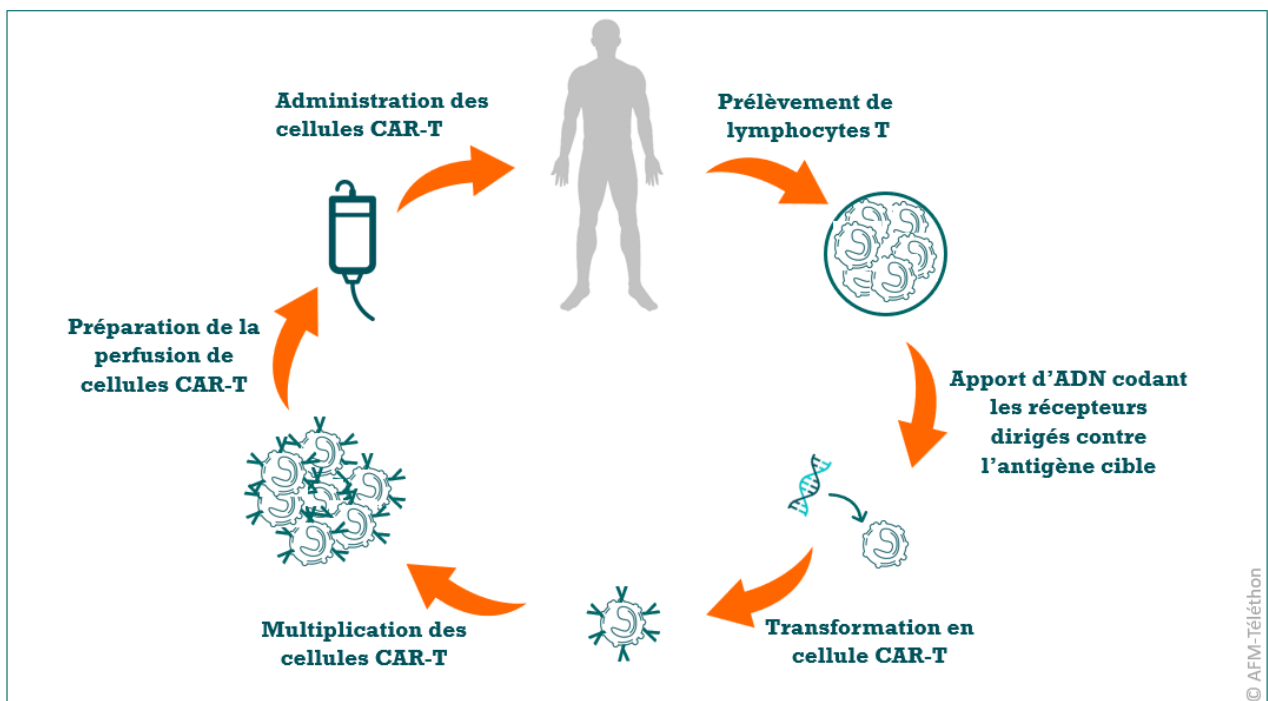 Administration des
cellules CAR-T
Prélèvement de
lymphocytes T
Préparation de la
perfusion de
cellules CAR-T
Apport d’ADN codant
les récepteurs
dirigés contre
l’antigène cible
Multiplication des
cellules CAR-T
Transformation en
cellule CAR-T
© AFM-Téléthon